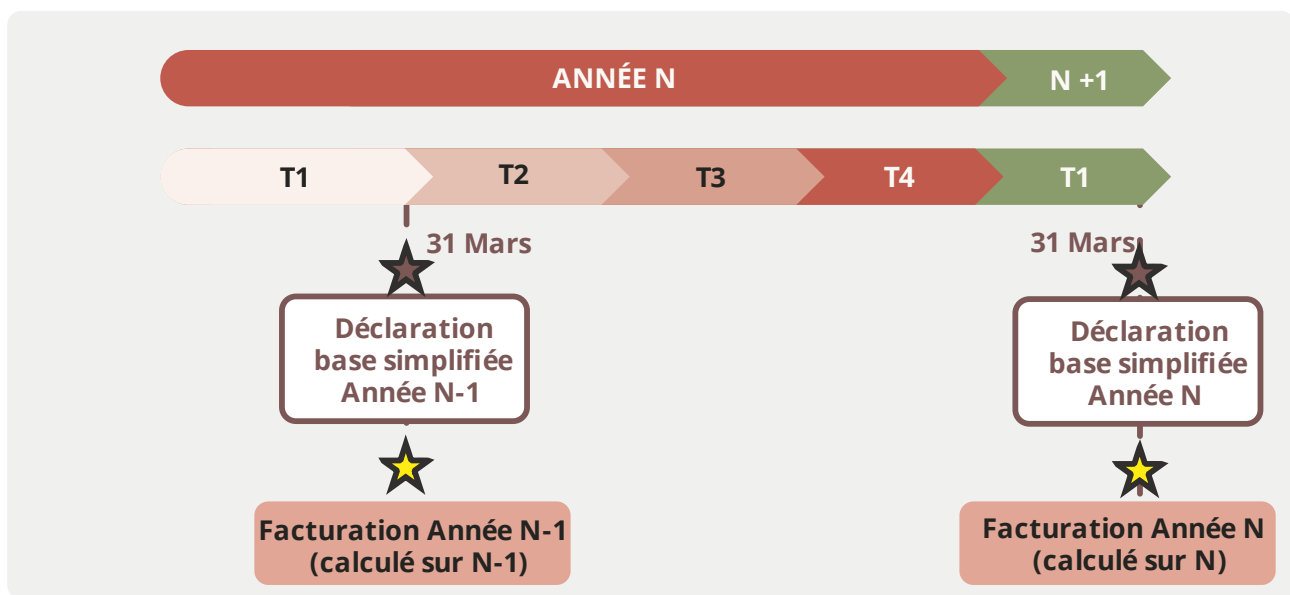 ANNÉE N
N +1
T1
T2
T3
T4
T1
31 Mars
31 Mars
Déclaration
base simplifiée
Année N-1
Déclaration
base simplifiée
Année N
Facturation Année N-1
(calculé sur N-1)
Facturation Année N
(calculé sur N)